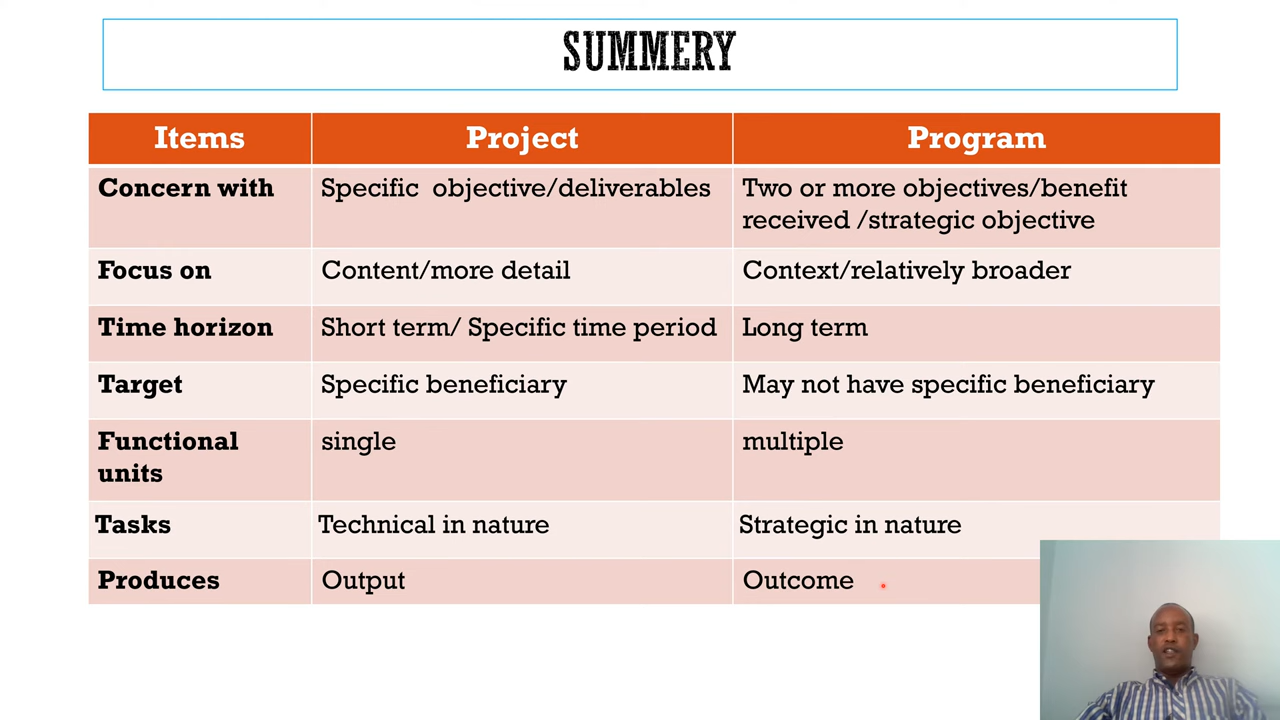 SUMMERY
Items Project Program
Concern with Specific objective/deliverables Two or more objectives/benefit
received /strategic objective
Focus on Content/more detail Context/relatively broader
Time horizon Short term/ Specific time period Long term
Target Specific beneficiary May not have specific beneficiary
Functional single multiple
units
Tasks Technical in nature Strategic in nature
Produces Output Outcome